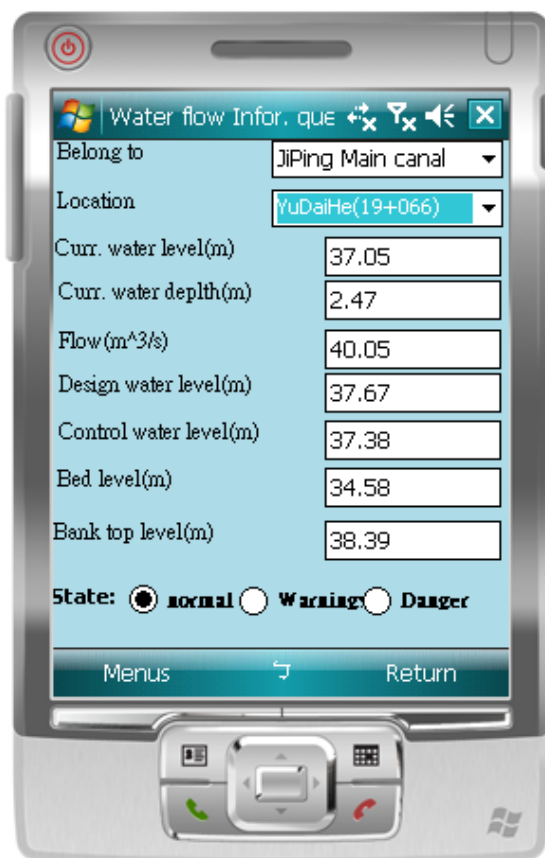 Water flow Infor. que
Belong to JiPing Main canal
Location YuDaiHe(19+066)
Curr. water level(m) 37.05
Curr. water deplth(m) 2.47
Flow(m^3/s) 40.05
Design water level(m) 37.67
Control water level(m) 37.38
Bed level(m) 34.58
Bank top level(m) 38.39
State: normal Warning Danger
Menus Return